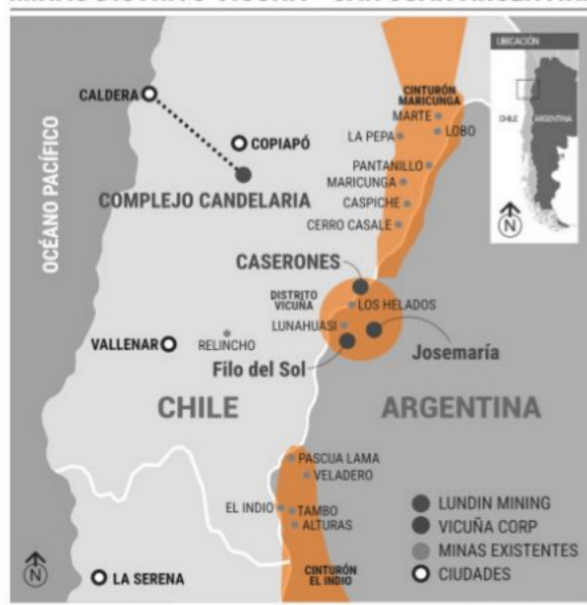 UBICACIÓN
CHILE
ARGENTINA
N
CALDERA
COPIAPÓ
COMPLEJO CANDELARIA
OCÉANO PACÍFICO
CINTURÓN
MARICUNGA
MARTE
LOBO
LA PEPA
PANTANILLO
MARICUNGA
CASPICHE
CERRO CASALE
CASERONES
DISTRITO
VICUÑA
LOS HELADOS
LUNAHUASI
VALLENAR
RELINCHO
Filo del Sol
Josemaría
CHILE
ARGENTINA
PASCUA LAMA
VELADERO
EL INDIO
TAMBO
ALTURAS
CINTURÓN
EL INDIO
LA SERENA
N
LUNDIN MINING
VICUÑA CORP
MINAS EXISTENTES
CIUDADES